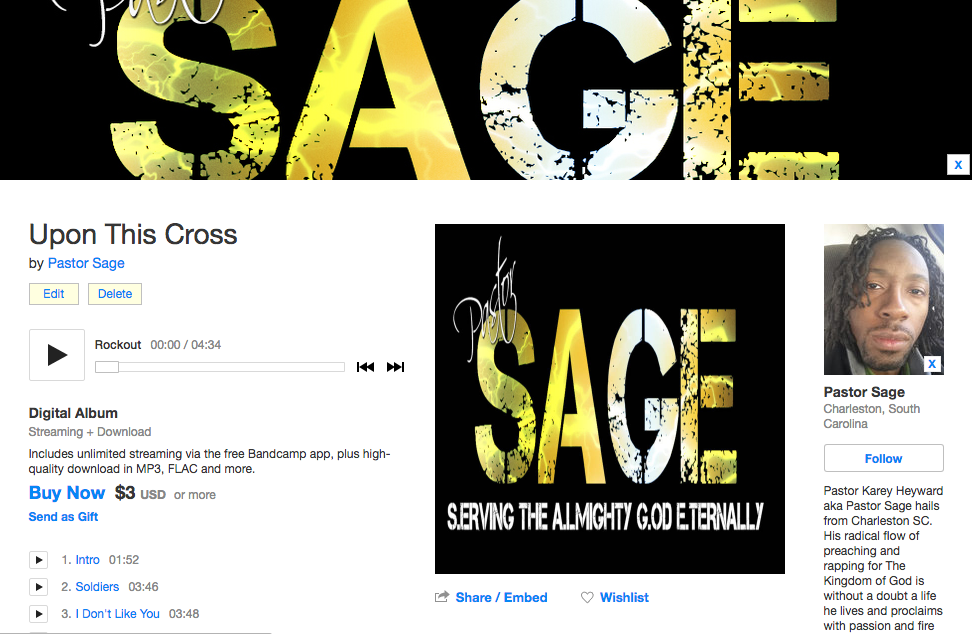 Pastor
SAGE
X
Upon This Cross
by Pastor Sage
Edit Delete
Rockout 00:00 / 04:34
Digital Album
Streaming + Download
Includes unlimited streaming via the free Bandcamp app, plus high-
quality download in MP3, FLAC and more.
Buy Now $3 USD or more
Send as Gift
1. Intro 01:52
2. Soldiers 03:46
3. I Don't Like You 03:48
Pastor
SAGE
S.ERVING THE A.LMIGHTY G.OD E.TERNALLY
Share / Embed Wishlist
X
Pastor Sage
Charleston, South
Carolina
Follow
Pastor Karey Heyward
aka Pastor Sage hails
from Charleston SC.
His radical flow of
preaching and
rapping for The
Kingdom of God is
without a doubt a life
he lives and proclaims
with passion and fire